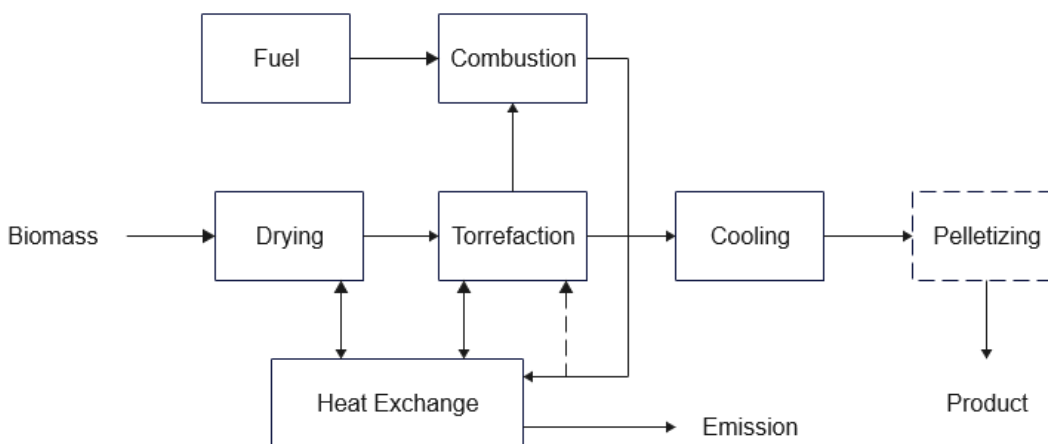 Fuel
Combustion
Biomass
Drying
Torrefaction
Cooling
Pelletizing
Heat Exchange
Product
Emission